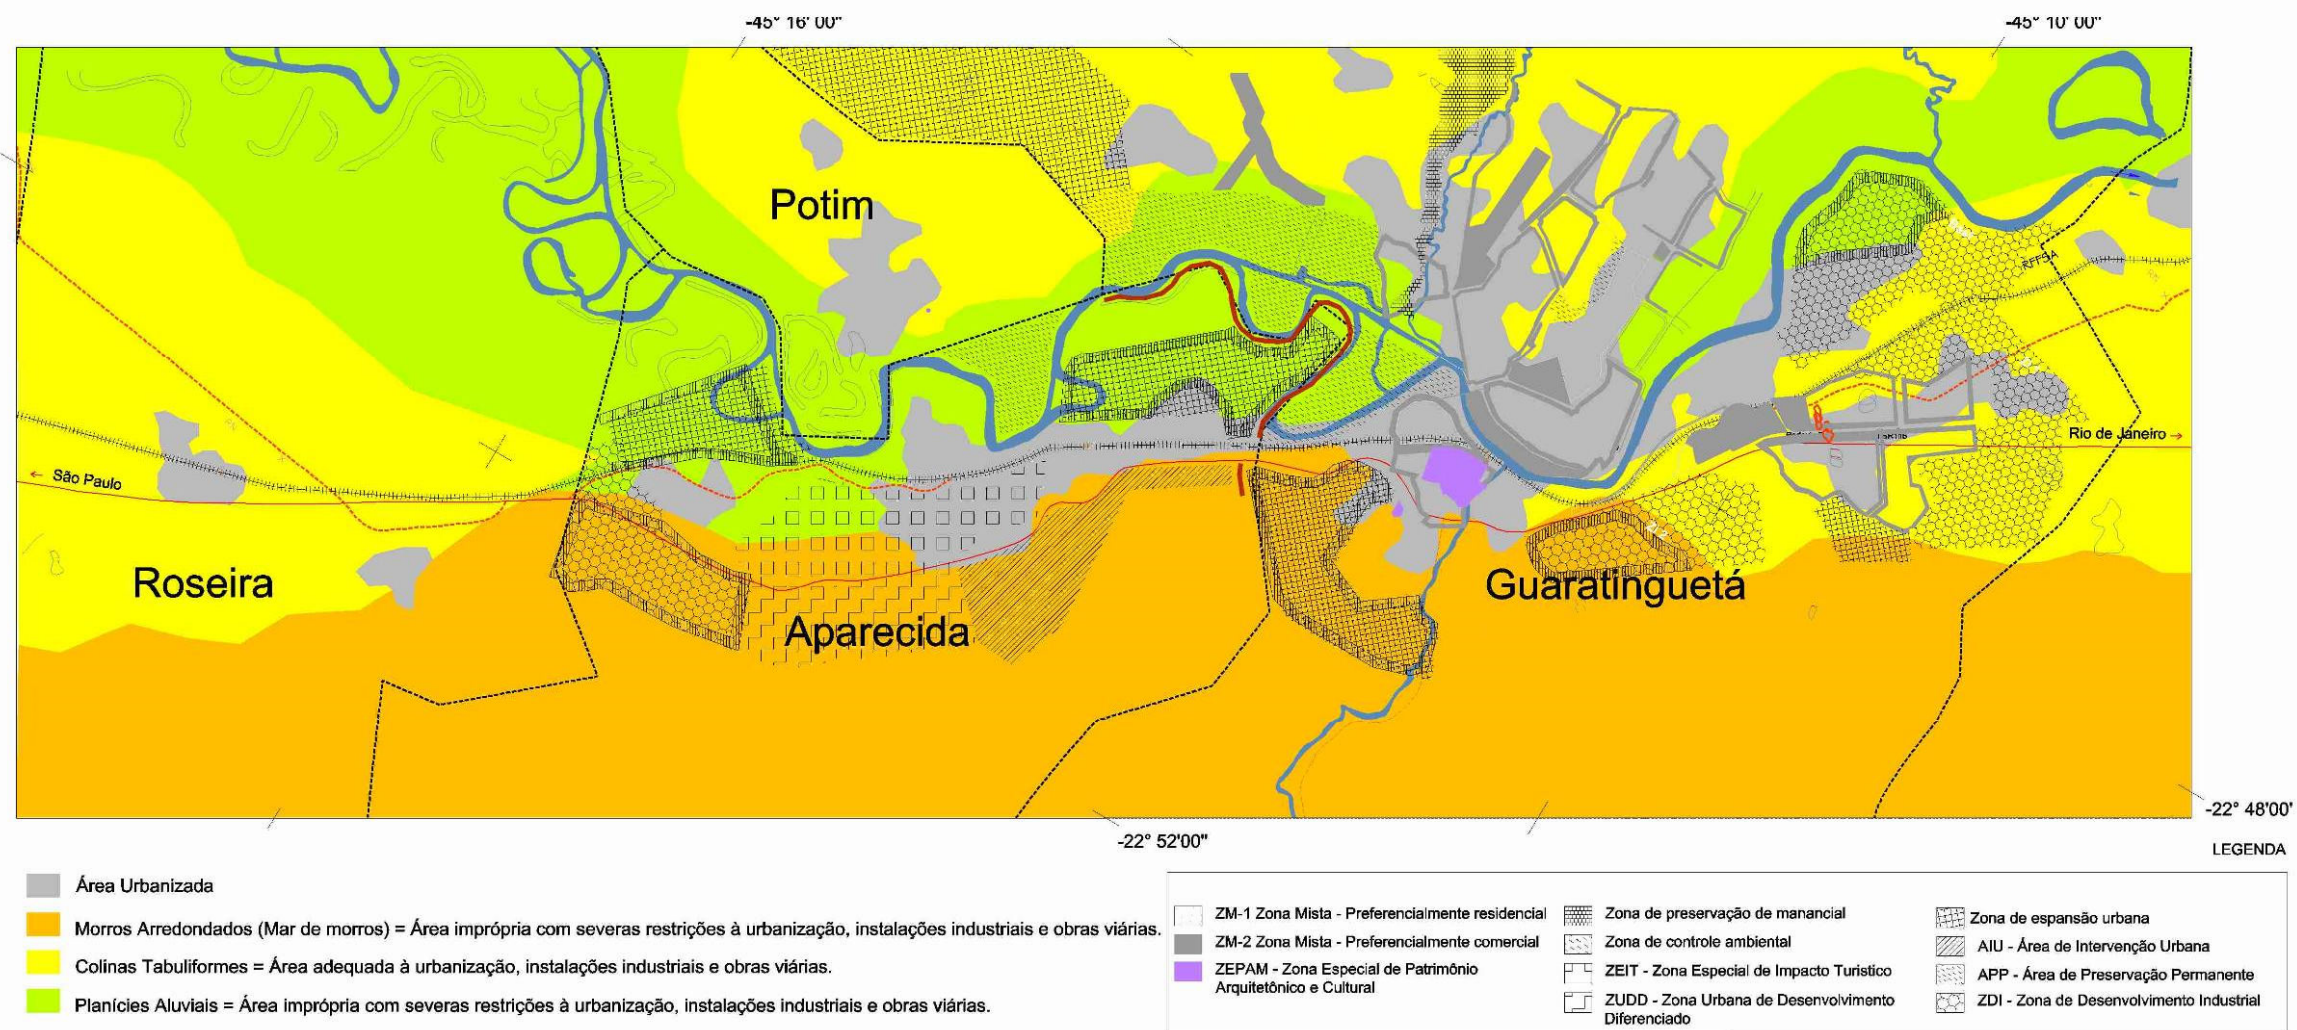 -45° 16' 00"
-45° 10' 00"
Potim
RFFSA
Rio de Janeiro →
← São Paulo
Roseira
Guaratinguetá
Aparecida
-22° 48'00'
-22° 52'00"
LEGENDA
Área Urbanizada
Morros Arredondados (Mar de morros) = Área imprópria com severas restrições à urbanização, instalações industriais e obras viárias.
Colinas Tabuliformes = Área adequada à urbanização, instalações industriais e obras viárias.
Planícies Aluviais = Área imprópria com severas restrições à urbanização, instalações industriais e obras viárias.
ZM-1 Zona Mista - Preferencialmente residencial
ZM-2 Zona Mista - Preferencialmente comercial
ZEPAM - Zona Especial de Patrimônio
Arquitetônico e Cultural
Zona de preservação de manancial
Zona de controle ambiental
ZEIT - Zona Especial de Impacto Turistico
ZUDD - Zona Urbana de Desenvolvimento
Diferenciado
Zona de espansão urbana
AIU - Área de Intervenção Urbana
APP - Área de Preservação Permanente
ZDI - Zona de Desenvolvimento Industrial